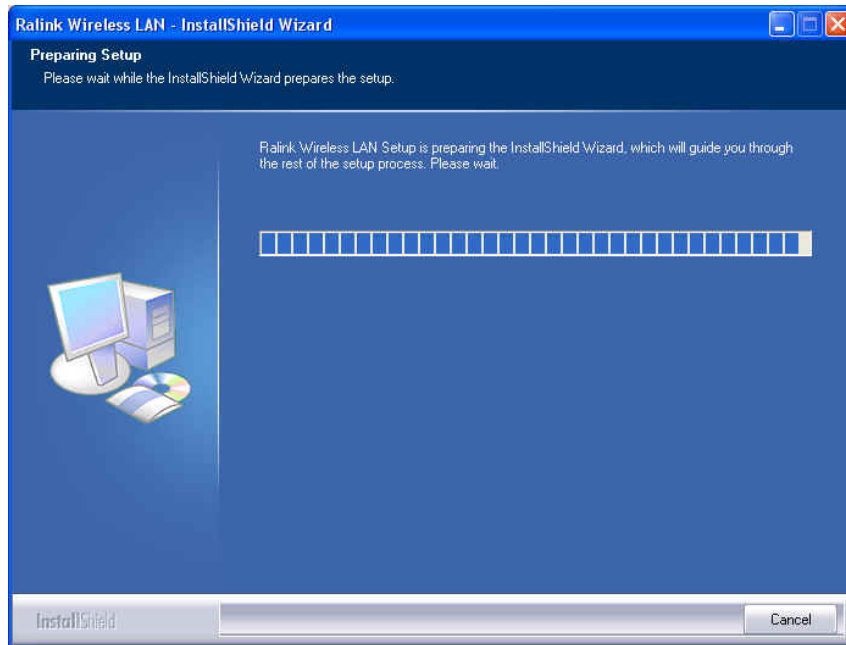 Ralink Wireless LAN - InstallShield Wizard
Preparing Setup
Please wait while the InstallShield Wizard prepares the setup.
Ralink Wireless LAN Setup is preparing the InstallShield Wizard, which will guide you through
the rest of the setup process. Please wait.
InstallShield
Cancel